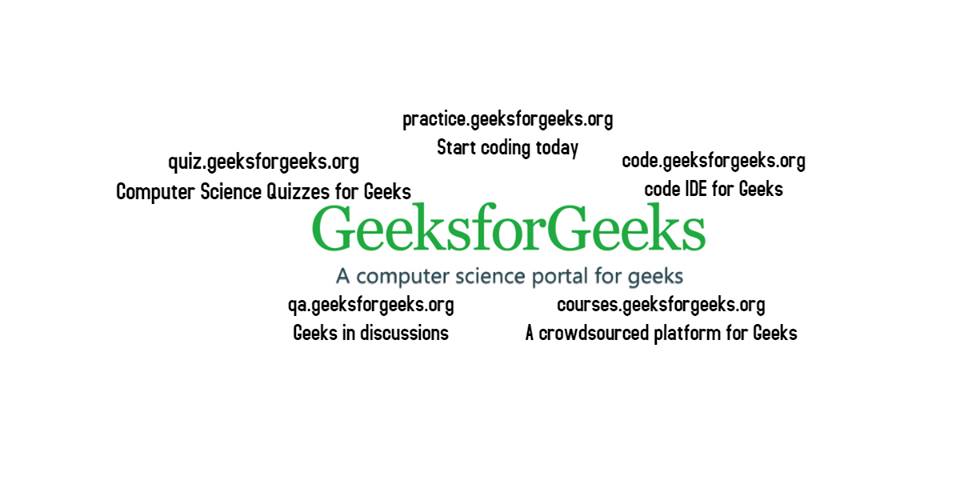 practice.geeksforgeeks.org
Start coding today
quiz.geeksforgeeks.org
Computer Science Quizzes for Geeks
code.geeksforgeeks.org
code IDE for Geeks
GeeksforGeeks
A computer science portal for geeks
qa.geeksforgeeks.org
Geeks in discussions
courses.geeksforgeeks.org
A crowdsourced platform for Geeks